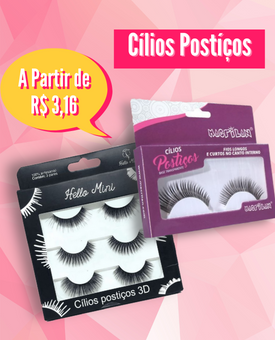 Cílios Postiços
A Partir de
R$ 3,16
CÍLIOS
Postiços
FIOS LONGOS
E CURTOS NO CANTO INTERNO
Hello Mini
Cílios postiços 3D